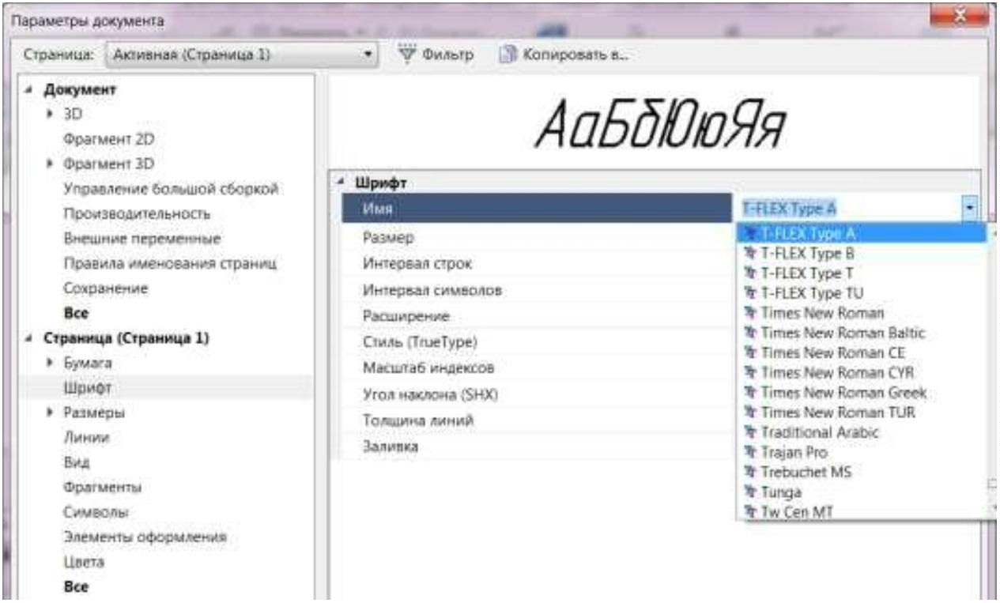 Параметры документа
Страница: Активная (Страница 1) Фильтр Копировать в...
Документ
3D
Фрагмент 2D
Фрагмент 3D
Управление большой сборкой
Производительность
Внешние переменные
Правила именования страниц
Сохранение
Все
Страница (Страница 1)
Бумага
Шрифт
Размеры
Линии
Вид
Фрагменты
Символы
Элементы оформления
Цвета
Все
АаБбЮюЯя
Шрифт
Имя T-FLEX Type A
Размер
Интервал строк
Интервал символов
Расширение
Стиль (TrueType)
Масштаб индексов
Угол наклона (SHX)
Толщина линий
Заливка
T-FLEX Type A
T-FLEX Type B
T-FLEX Type T
T-FLEX Type TU
Times New Roman
Times New Roman Baltic
Times New Roman CE
Times New Roman CYR
Times New Roman Greek
Times New Roman TUR
Traditional Arabic
Trajan Pro
Trebuchet MS
Tunga
Tw Cen MT